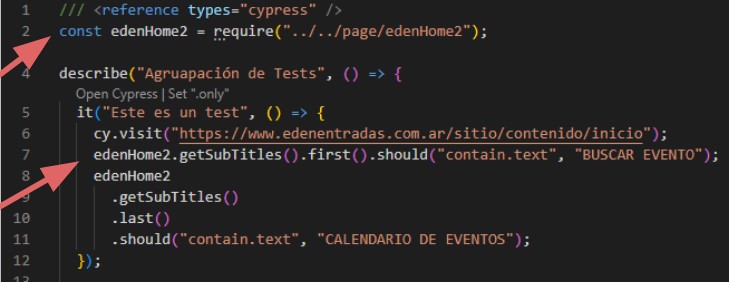 1 /// <reference types="cypress" />
2 const edenHome2 = require("../../page/edenHome2");
4 describe("Agruapación de Tests", () => {
Open Cypress | Set ".only"
5 it("Este es un test", () => {
6 cy.visit("https://www.edenentradas.com.ar/sitio/contenido/inicio");
7 edenHome2.getSubTitles().first().should("contain.text", "BUSCAR EVENTO");
8 edenHome2
9 .getSubTitles()
10 .last()
11 .should("contain.text", "CALENDARIO DE EVENTOS");
12 });
13